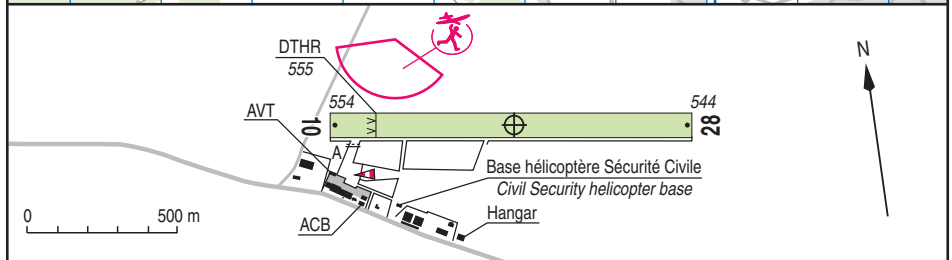 N
DTHR
555
554
544
AVT
10
28
A
Base hélicoptère Sécurité Civile
Civil Security helicopter base
0
500 m
Hangar
ACB